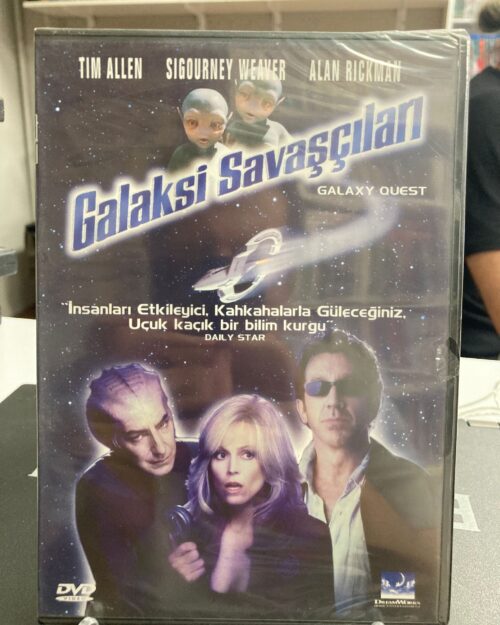 TIM ALLEN SIGOURNEY WEAVER ALAN RICKMAN
Galaksi Savaşçıları
GALAXY QUEST
"İnsanları Etkileyici, Kahkahalarla Güleceğiniz,
Uçuk kaçık bir bilim kurgu"
DAILY STAR
DVD
VIDEO
DREAMWORKS